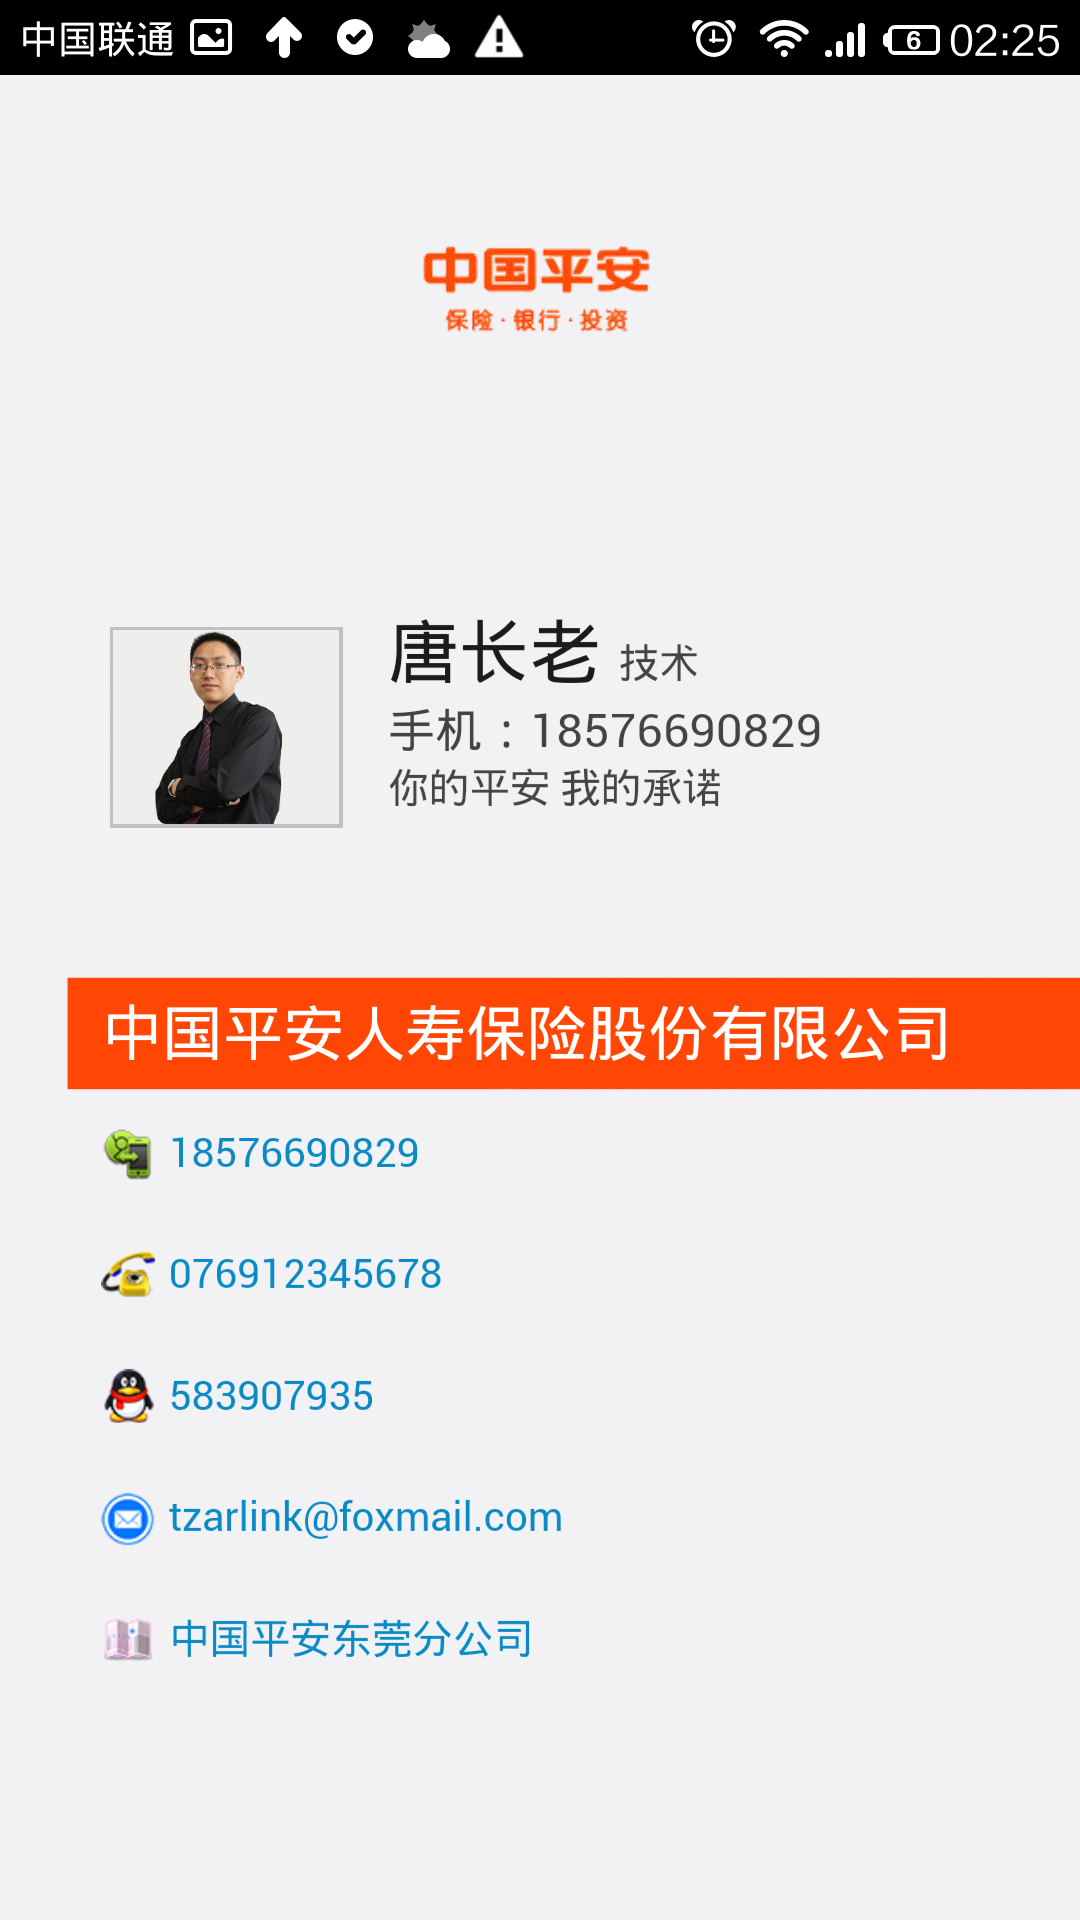 中国联通 6 02:25
中国平安
保险·银行·投资
唐长老 技术
手机：18576690829
你的平安 我的承诺
中国平安人寿保险股份有限公司
18576690829
076912345678
583907935
tzarlink@foxmail.com
中国平安东莞分公司